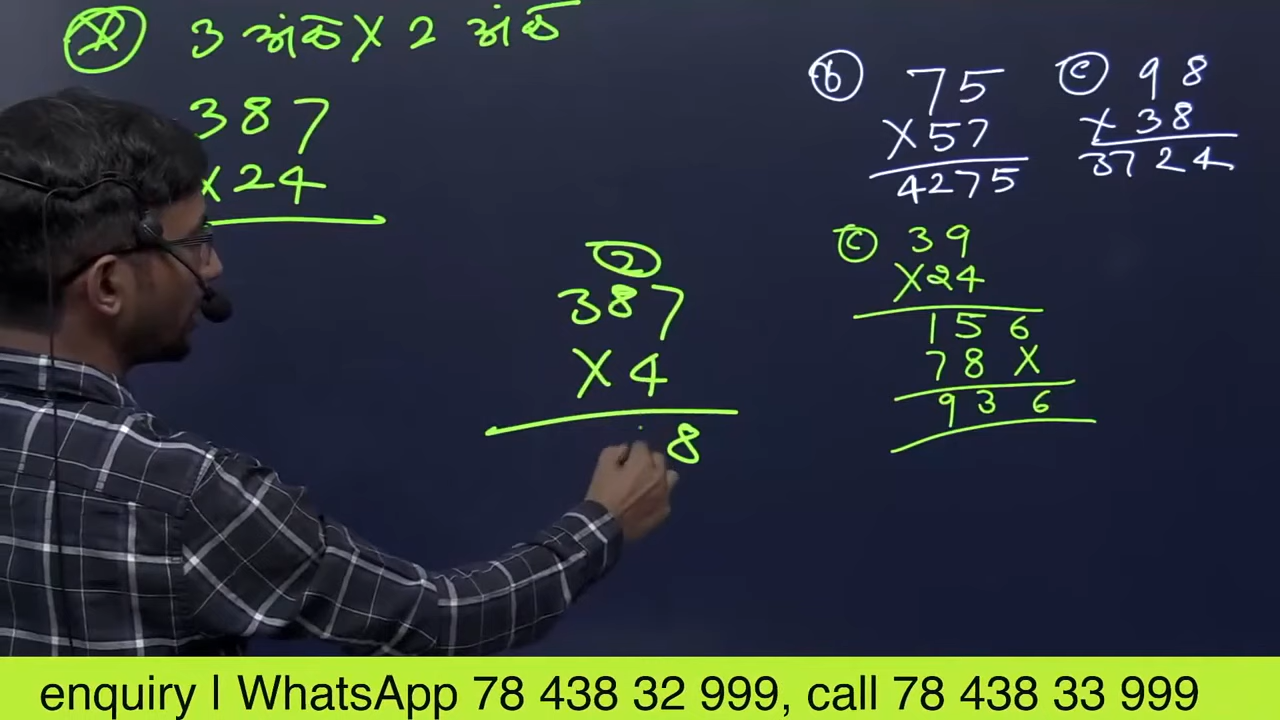 3 અંક X 2 અંક
387
X 24
2
387
X 4
8
b 75
X 57
4275
c 98
X 38
3724
c 39
X 24
156
78X
936
enquiry | WhatsApp 78 438 32 999, call 78 438 33 999